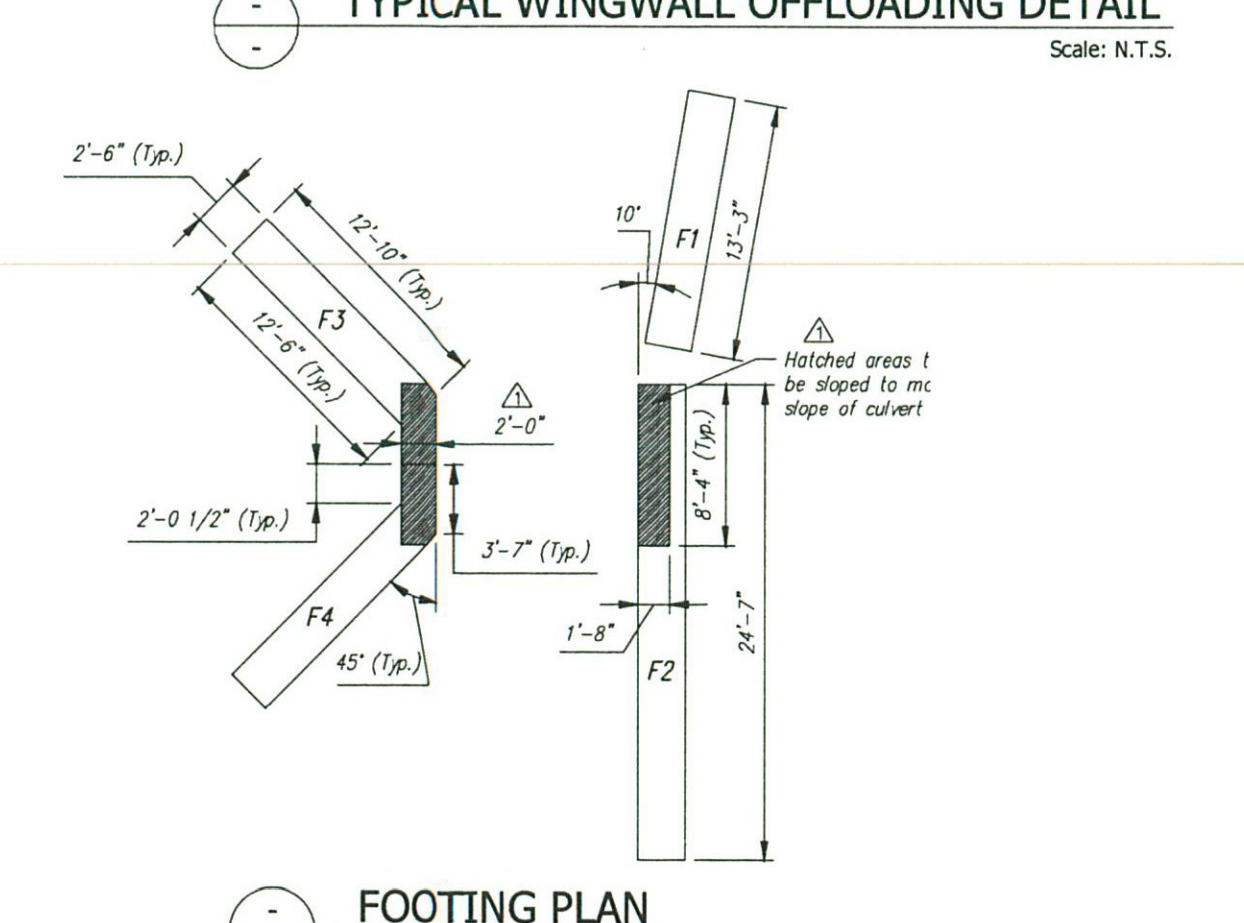 TYPICAL WINGWALL OFFLOADING DETAIL
-
-
Scale: N.T.S.
2'-6" (Typ.)
12'-10" (Typ.)
10°
F1
13'-3"
F3
12'-6" (Typ.)
1
2'-0"
1
Hatched areas t
be sloped to
slope of culvert
8'-4" (Typ.)
2'-0 1/2" (Typ.)
3'-7" (Typ.)
F4
45° (Typ.)
1'-8"
F2
24'-7"
-
FOOTING PLAN